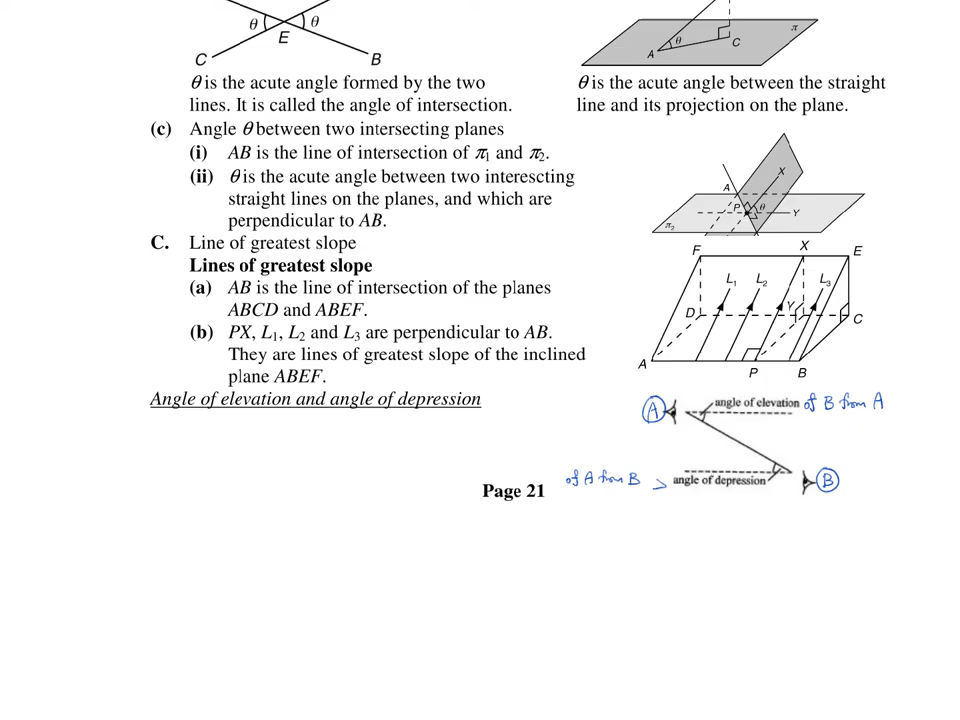 θ θ
E
C B
π
A θ C
θ is the acute angle formed by the two
lines. It is called the angle of intersection.
θ is the acute angle between the straight
line and its projection on the plane.
(c) Angle θ between two intersecting planes
(i) AB is the line of intersection of π₁ and π₂.
(ii) θ is the acute angle between two interescting
straight lines on the planes, and which are
perpendicular to AB.
A X
P θ Y
π₂
C. Line of greatest slope
Lines of greatest slope
(a) AB is the line of intersection of the planes
ABCD and ABEF.
(b) PX, L₁, L₂ and L₃ are perpendicular to AB.
They are lines of greatest slope of the inclined
plane ABEF.
F X E
L₁ L₂ L₃
D Y C
A P B
Angle of elevation and angle of depression
A angle of elevation of B from A
of A from B > angle of depression B
Page 21